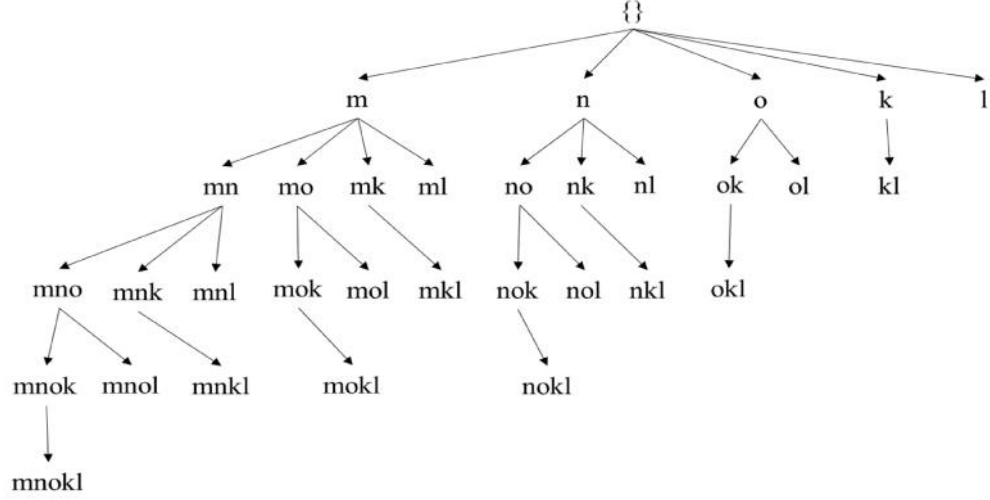 {}
m n o k l
mn mo mk ml no nk nl ok ol kl
mno mnk mnl mok mol mkl nok nol nkl okl
mnok mnol mnkl mokl nokl
mnokl